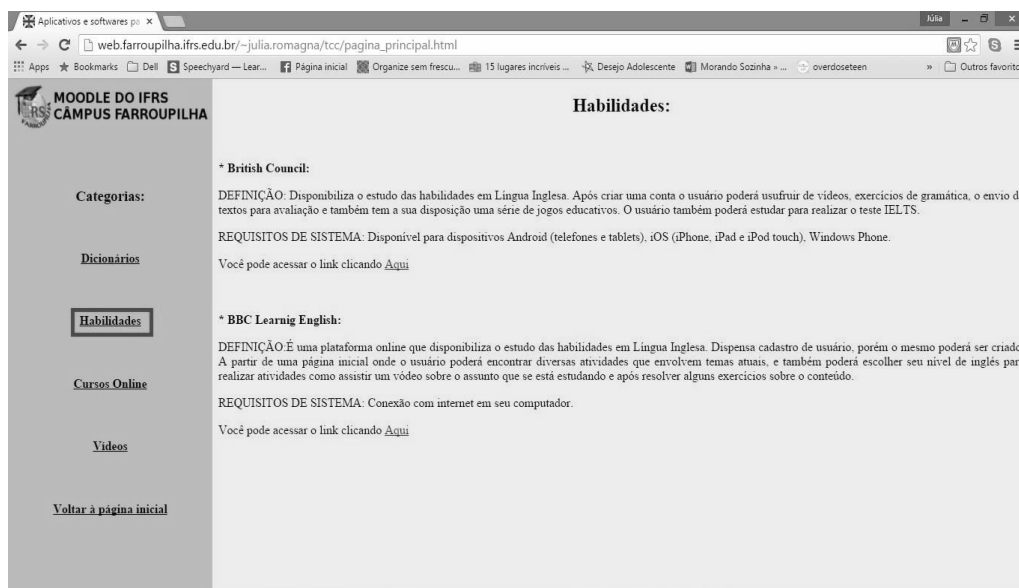 Aplicativos e softwares pa
Júlia
web.farroupilha.ifrs.edu.br/~julia.romagna/tcc/pagina_principal.html
Apps Bookmarks Dell Speechyard — Lear... Página inicial Organize sem frescu... 15 lugares incríveis ... Desejo Adolescente Morando Sozinha » ... overdoseteen » Outros favorito
MOODLE DO IFRS
CÂMPUS FARROUPILHA
Categorias:
Dicionários
Habilidades
Cursos Online
Vídeos
Voltar à página inicial
Habilidades:
* British Council:
DEFINIÇÃO: Disponibiliza o estudo das habilidades em Língua Inglesa. Após criar uma conta o usuário poderá usufruir de vídeos, exercícios de gramática, o envio d
textos para avaliação e também tem a sua disposição uma série de jogos educativos. O usuário também poderá estudar para realizar o teste IELTS.
REQUISITOS DE SISTEMA: Disponível para dispositivos Android (telefones e tablets), iOS (iPhone, iPad e iPod touch), Windows Phone.
Você pode acessar o link clicando Aqui
* BBC Learnig English:
DEFINIÇÃO:É uma plataforma online que disponibiliza o estudo das habilidades em Língua Inglesa. Dispensa cadastro de usuário, porém o mesmo poderá ser criado
A partir de uma página inicial onde o usuário poderá encontrar diversas atividades que envolvem temas atuais, e também poderá escolher seu nível de inglês par
realizar atividades como assistir um vódeo sobre o assunto que se está estudando e após resolver alguns exercícios sobre o conteúdo.
REQUISITOS DE SISTEMA: Conexão com internet em seu computador.
Você pode acessar o link clicando Aqui